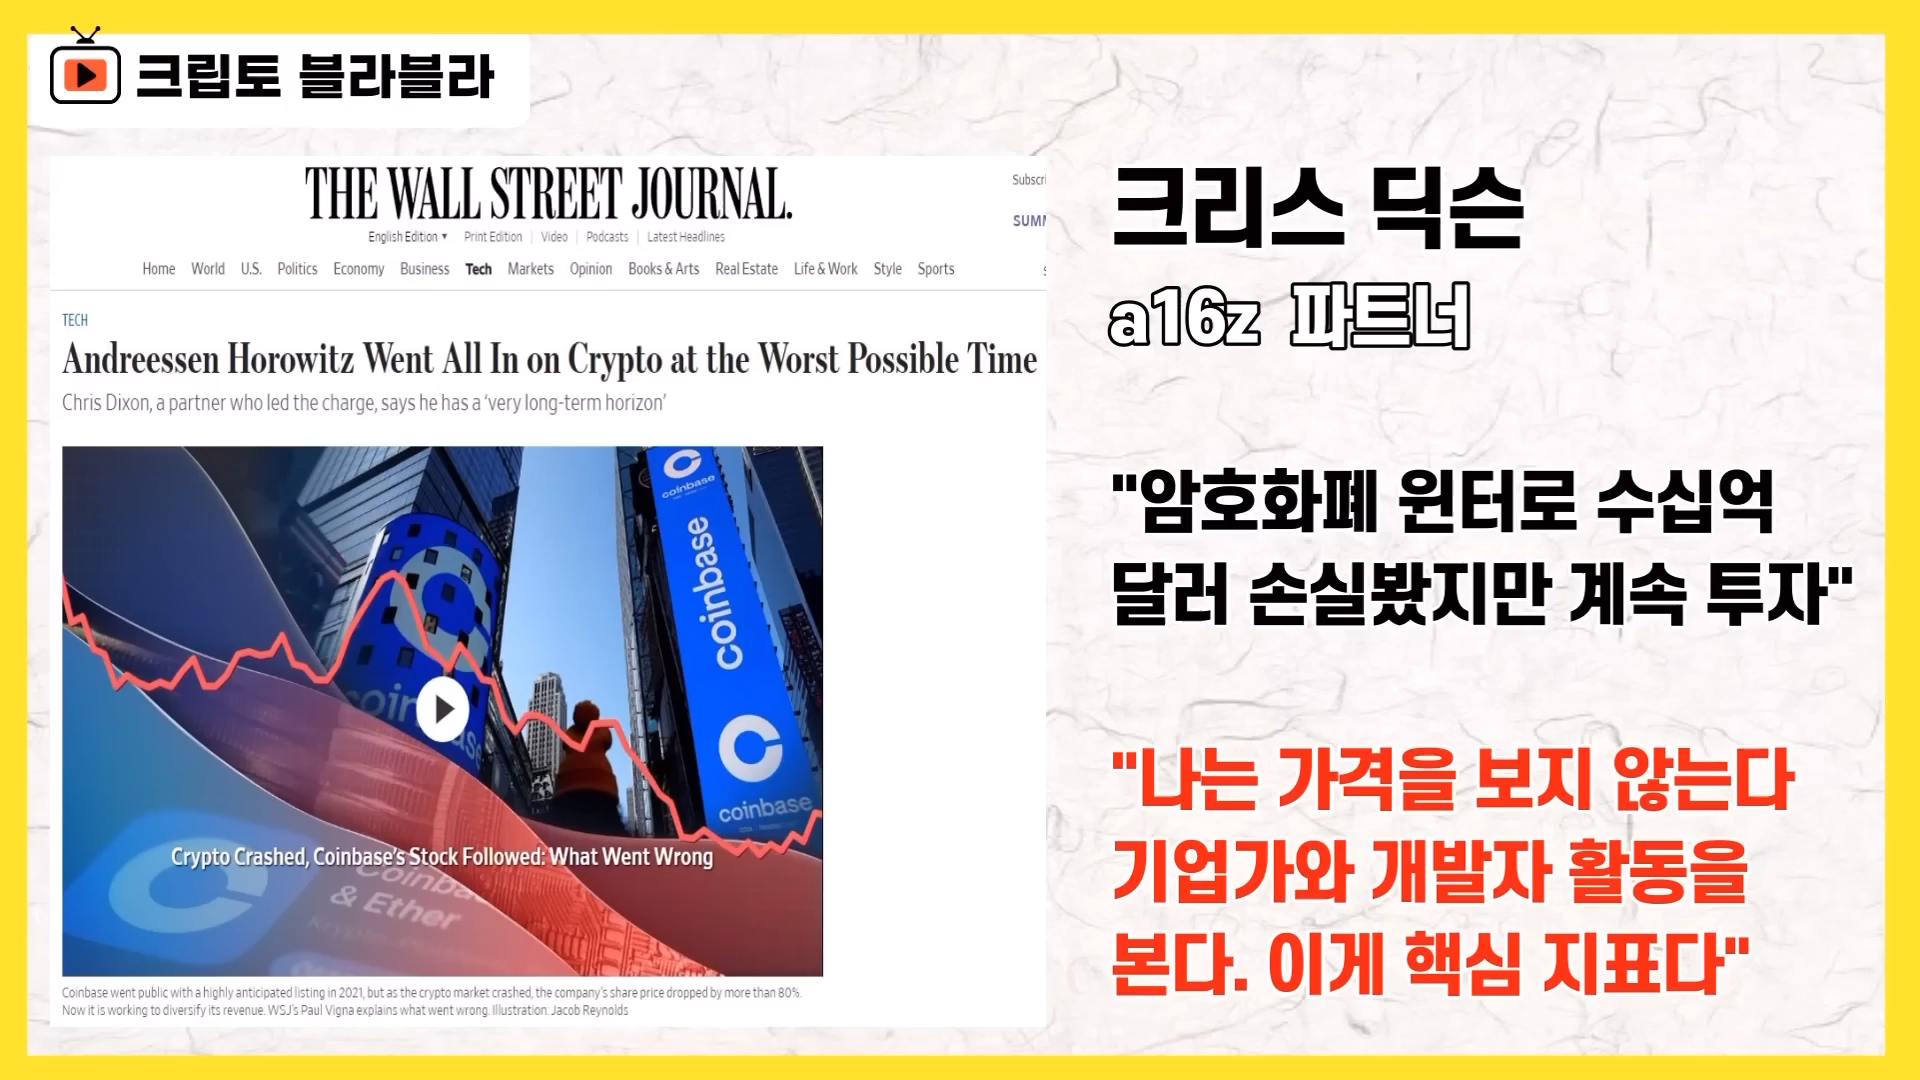 크립토 블라블라
THE WALL STREET JOURNAL.
English Edition ▼ Print Edition Video Podcasts Latest Headlines
Home World U.S. Politics Economy Business Tech Markets Opinion Books & Arts Real Estate Life & Work Style Sports
TECH
Andreessen Horowitz Went All In on Crypto at the Worst Possible Time
Chris Dixon, a partner who led the charge, says he has a ‘very long-term horizon’
coinbase
coinbase
coinbase
Crypto Crashed, Coinbase's Stock Followed: What Went Wrong
& Ether
Coinbase went public with a highly anticipated listing in 2021, but as the crypto market crashed, the company's share price dropped by more than 80%.
Now it is working to diversify its revenue. WSJ's Paul Vigna explains what went wrong. Illustration: Jacob Reynolds
크리스 딕슨
a16z 파트너
"암호화폐 윈터로 수십억
달러 손실봤지만 계속 투자"
"나는 가격을 보지 않는다
기업가와 개발자 활동을
본다. 이게 핵심 지표다"